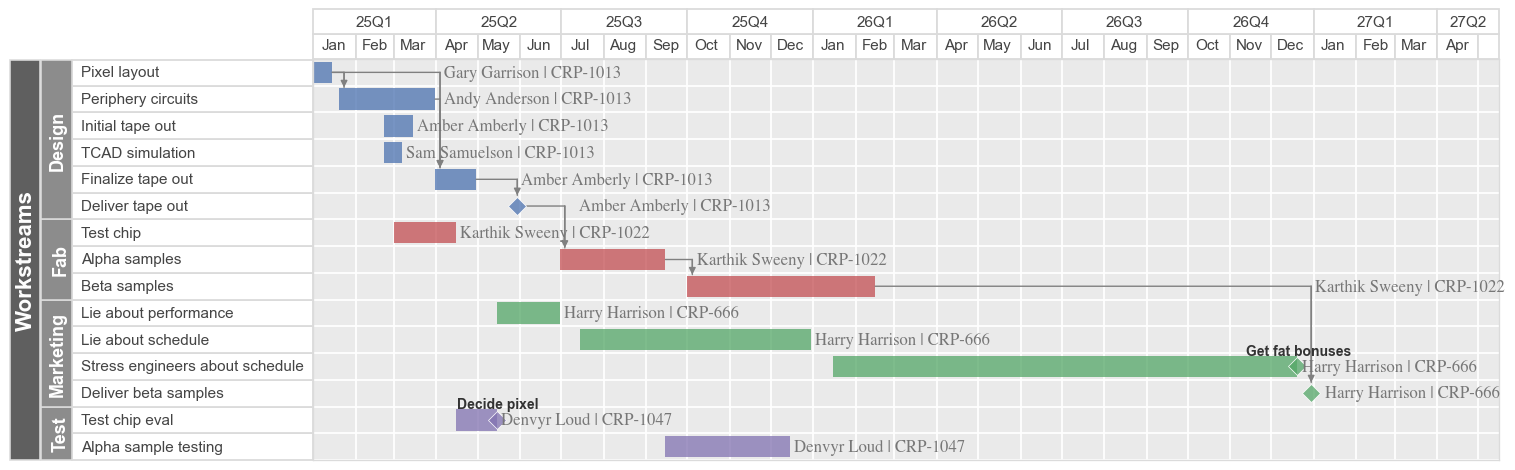 25Q1 25Q2 25Q3 25Q4 26Q1 26Q2 26Q3 26Q4 27Q1 27Q2
Jan Feb Mar Apr May Jun Jul Aug Sep Oct Nov Dec Jan Feb Mar Apr May Jun Jul Aug Sep Oct Nov Dec Jan Feb Mar Apr
Workstreams
Design
Pixel layout Gary Garrison | CRP-1013
Periphery circuits Andy Anderson | CRP-1013
Initial tape out Amber Amberly | CRP-1013
TCAD simulation Sam Samuelson | CRP-1013
Finalize tape out Amber Amberly | CRP-1013
Deliver tape out Amber Amberly | CRP-1013
Fab
Test chip Karthik Sweeny | CRP-1022
Alpha samples Karthik Sweeny | CRP-1022
Beta samples Karthik Sweeny | CRP-1022
Marketing
Lie about performance Harry Harrison | CRP-666
Lie about schedule Harry Harrison | CRP-666
Get fat bonuses
Stress engineers about schedule Harry Harrison | CRP-666
Deliver beta samples Harry Harrison | CRP-666
Test
Decide pixel
Test chip eval Denvyr Loud | CRP-1047
Alpha sample testing Denvyr Loud | CRP-1047